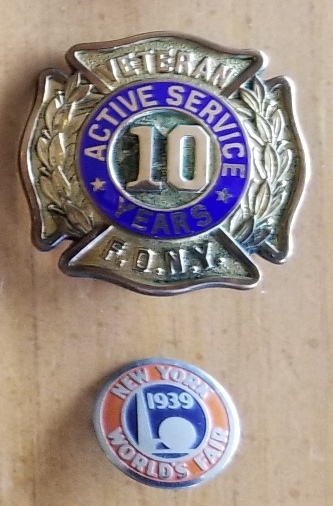 VETERAN
ACTIVE SERVICE
10
YEARS
F.D.N.Y.
NEW YORK
1939
WORLD'S FAIR